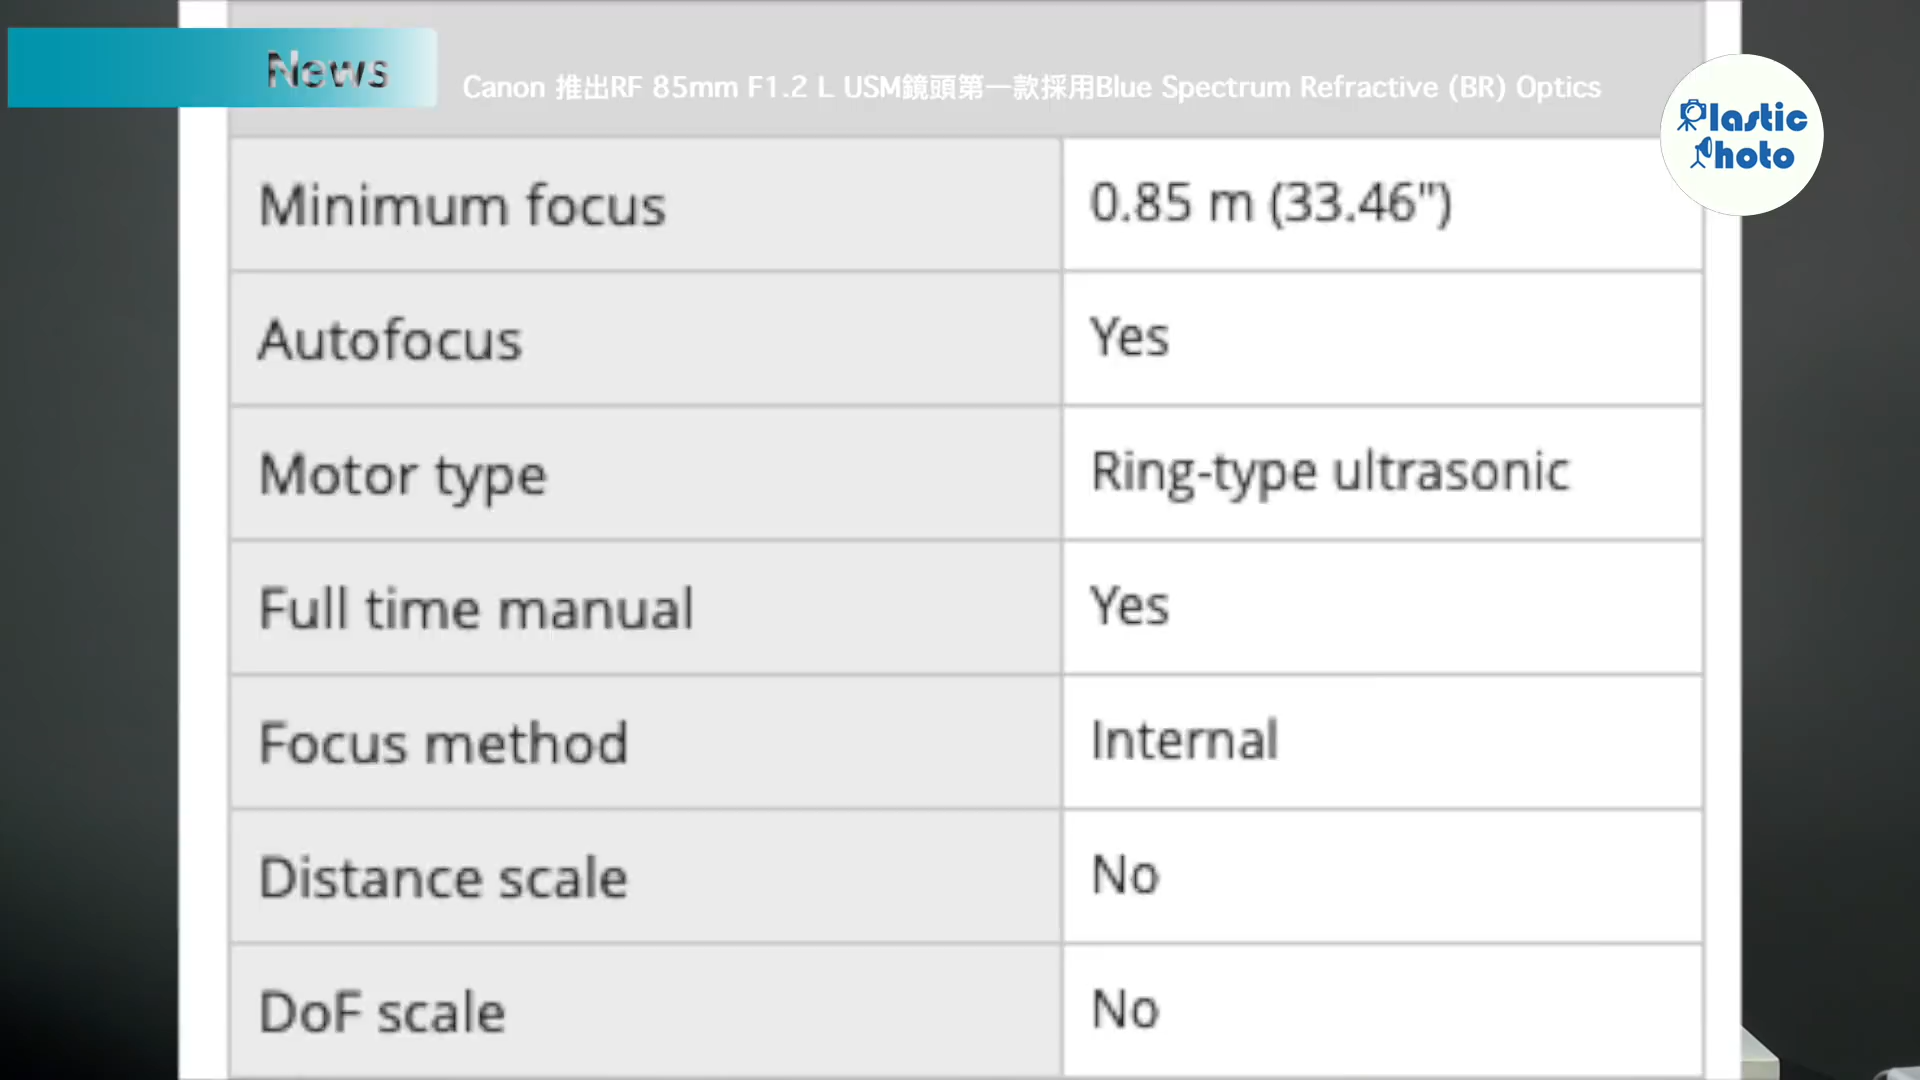 News
Canon 推出RF 85mm F1.2 L USM鏡頭第一款採用Blue Spectrum Refractive (BR) Optics
Plastic
Photo
Minimum focus 0.85 m (33.46")
Autofocus Yes
Motor type Ring-type ultrasonic
Full time manual Yes
Focus method Internal
Distance scale No
DoF scale No